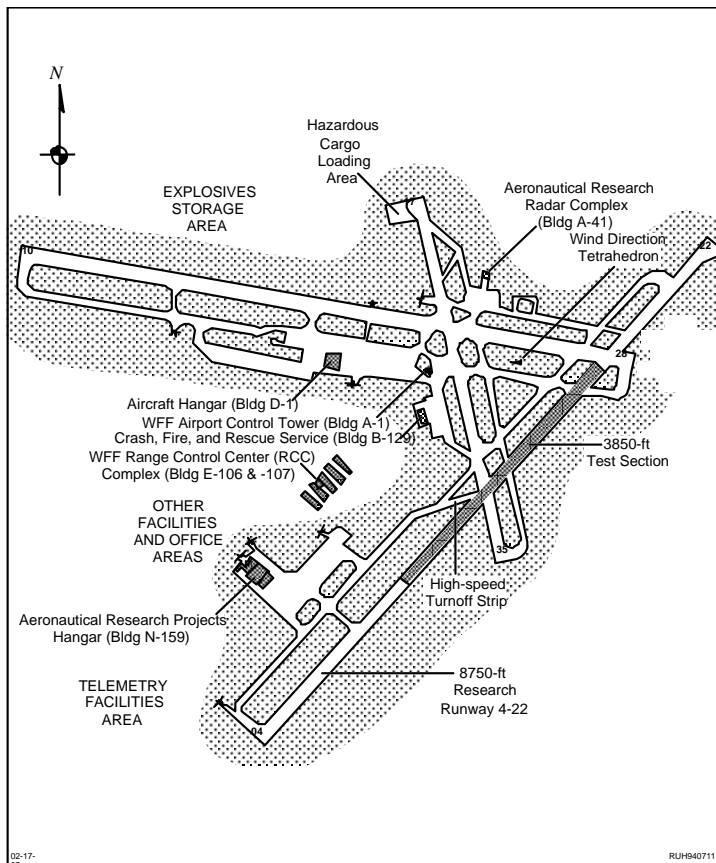 N
Hazardous
Cargo
Loading
Area
EXPLOSIVES
STORAGE
AREA
17
Aeronautical Research
Radar Complex
(Bldg A-41)
Wind Direction
Tetrahedron
22
10
28
Aircraft Hangar (Bldg D-1)
WFF Airport Control Tower (Bldg A-1)
Crash, Fire, and Rescue Service (Bldg B-129)
WFF Range Control Center (RCC)
Complex (Bldg E-106 & -107)
3850-ft
Test Section
OTHER
FACILITIES
AND OFFICE
AREAS
35
High-speed
Turnoff Strip
Aeronautical Research Projects
Hangar (Bldg N-159)
TELEMETRY
FACILITIES
AREA
8750-ft
Research
Runway 4-22
04
02-17-
RUH940711